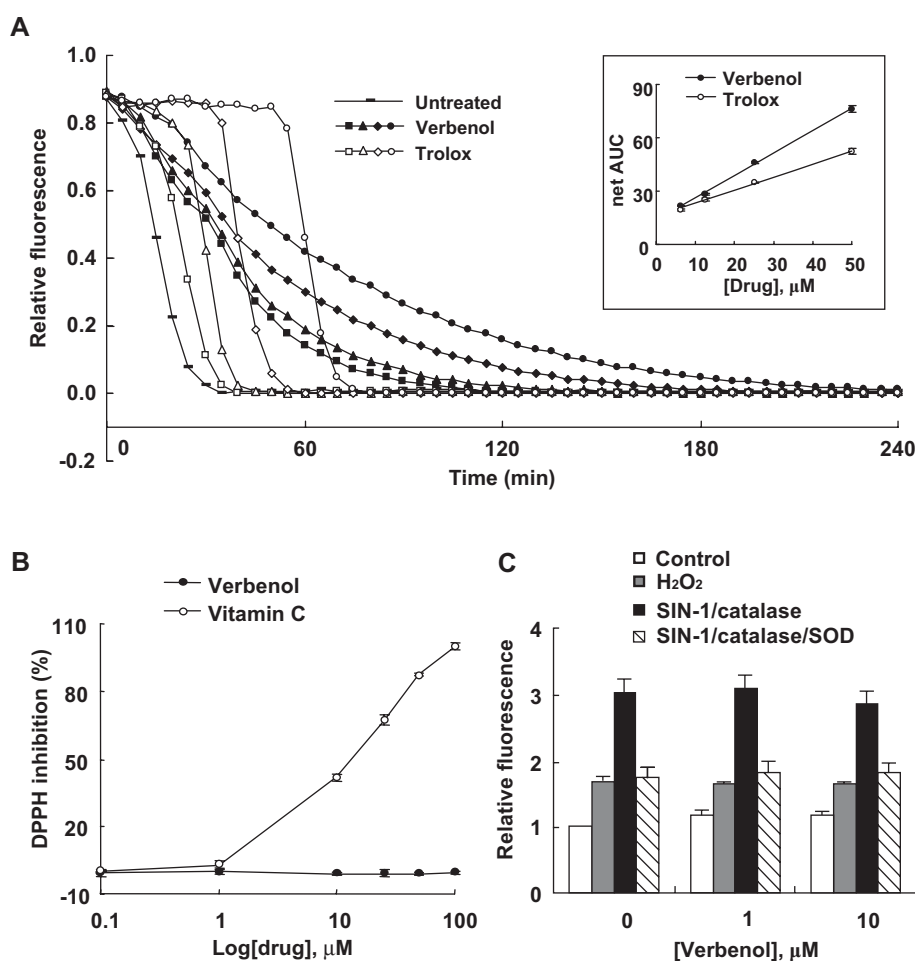 A
Relative fluorescence
1.0
0.8
0.6
0.4
0.2
0.0
-0.2
0 60 120 180 240
Time (min)
Untreated
Verbenol
Trolox
Verbenol
Trolox
net AUC
90
60
30
0
0 10 20 30 40 50
[Drug], μM
B
Verbenol
Vitamin C
DPPH inhibition (%)
110
80
50
20
-10
0.1 1 10 100
Log[drug], μM
C
Control
H2O2
SIN-1/catalase
SIN-1/catalase/SOD
Relative fluorescence
4
3
2
1
0
0 1 10
[Verbenol], μM